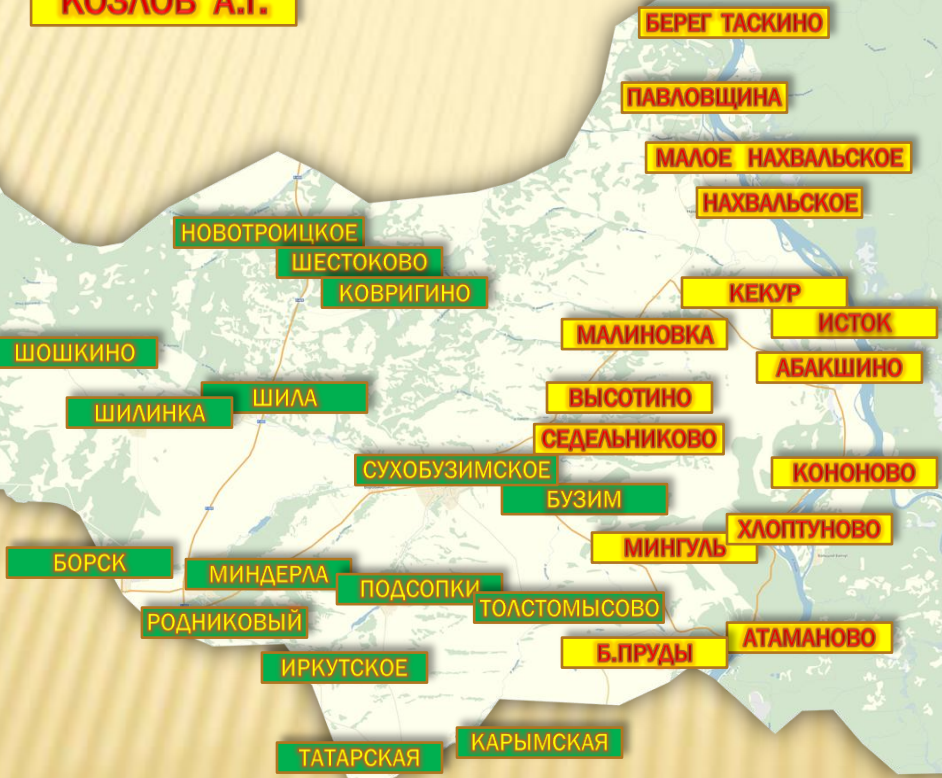 КОЗЛОВ А.Г.
БЕРЕГ ТАСКИНО
ПАВЛОВЩИНА
МАЛОЕ НАХВАЛЬСКОЕ
НАХВАЛЬСКОЕ
НОВОТРОИЦКОЕ
ШЕСТОКОВО
КОВРИГИНО
КЕКУР
ИСТОК
МАЛИНОВКА
ШОШКИНО
АБАКШИНО
ШИЛА
ВЫСОТИНО
ШИЛИНКА
СЕДЕЛЬНИКОВО
СУХОБУЗИМСКОЕ
КОНОНОВО
БУЗИМ
ХЛОПТУНОВО
МИНГУЛЬ
БОРСК
МИНДЕРЛА
ПОДСОПКИ
ТОЛСТОМЫСОВО
РОДНИКОВЫЙ
АТАМАНОВО
Б.ПРУДЫ
ИРКУТСКОЕ
КАРЫМСКАЯ
ТАТАРСКАЯ